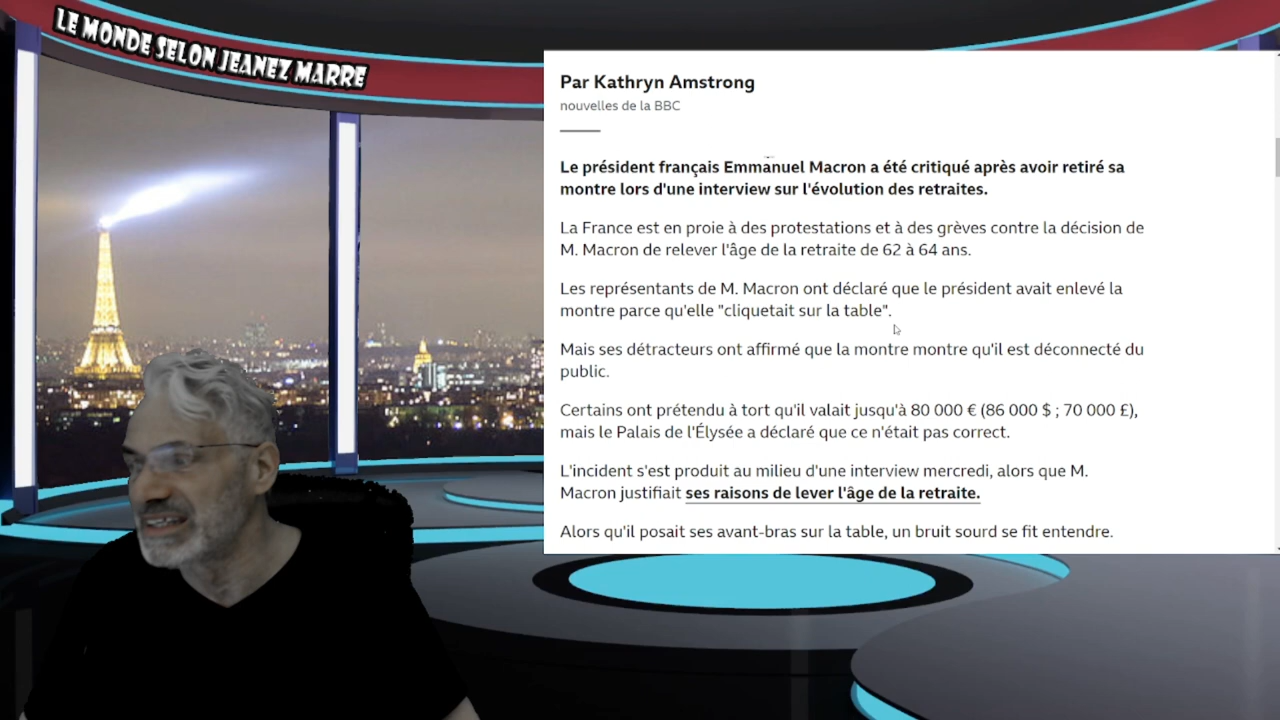 LE MONDE SELON JEANEZ MARRE
Par Kathryn Amstrong
nouvelles de la BBC
Le président français Emmanuel Macron a été critiqué après avoir retiré sa
montre lors d'une interview sur l'évolution des retraites.
La France est en proie à des protestations et à des grèves contre la décision de
M. Macron de relever l'âge de la retraite de 62 à 64 ans.
Les représentants de M. Macron ont déclaré que le président avait enlevé la
montre parce qu'elle "cliquetait sur la table".
Mais ses détracteurs ont affirmé que la montre montre qu'il est déconnecté du
public.
Certains ont prétendu à tort qu'il valait jusqu'à 80 000 € (86 000 $ ; 70 000 £),
mais le Palais de l'Élysée a déclaré que ce n'était pas correct.
L'incident s'est produit au milieu d'une interview mercredi, alors que M.
Macron justifiait ses raisons de lever l'âge de la retraite.
Alors qu'il posait ses avant-bras sur la table, un bruit sourd se fit entendre.